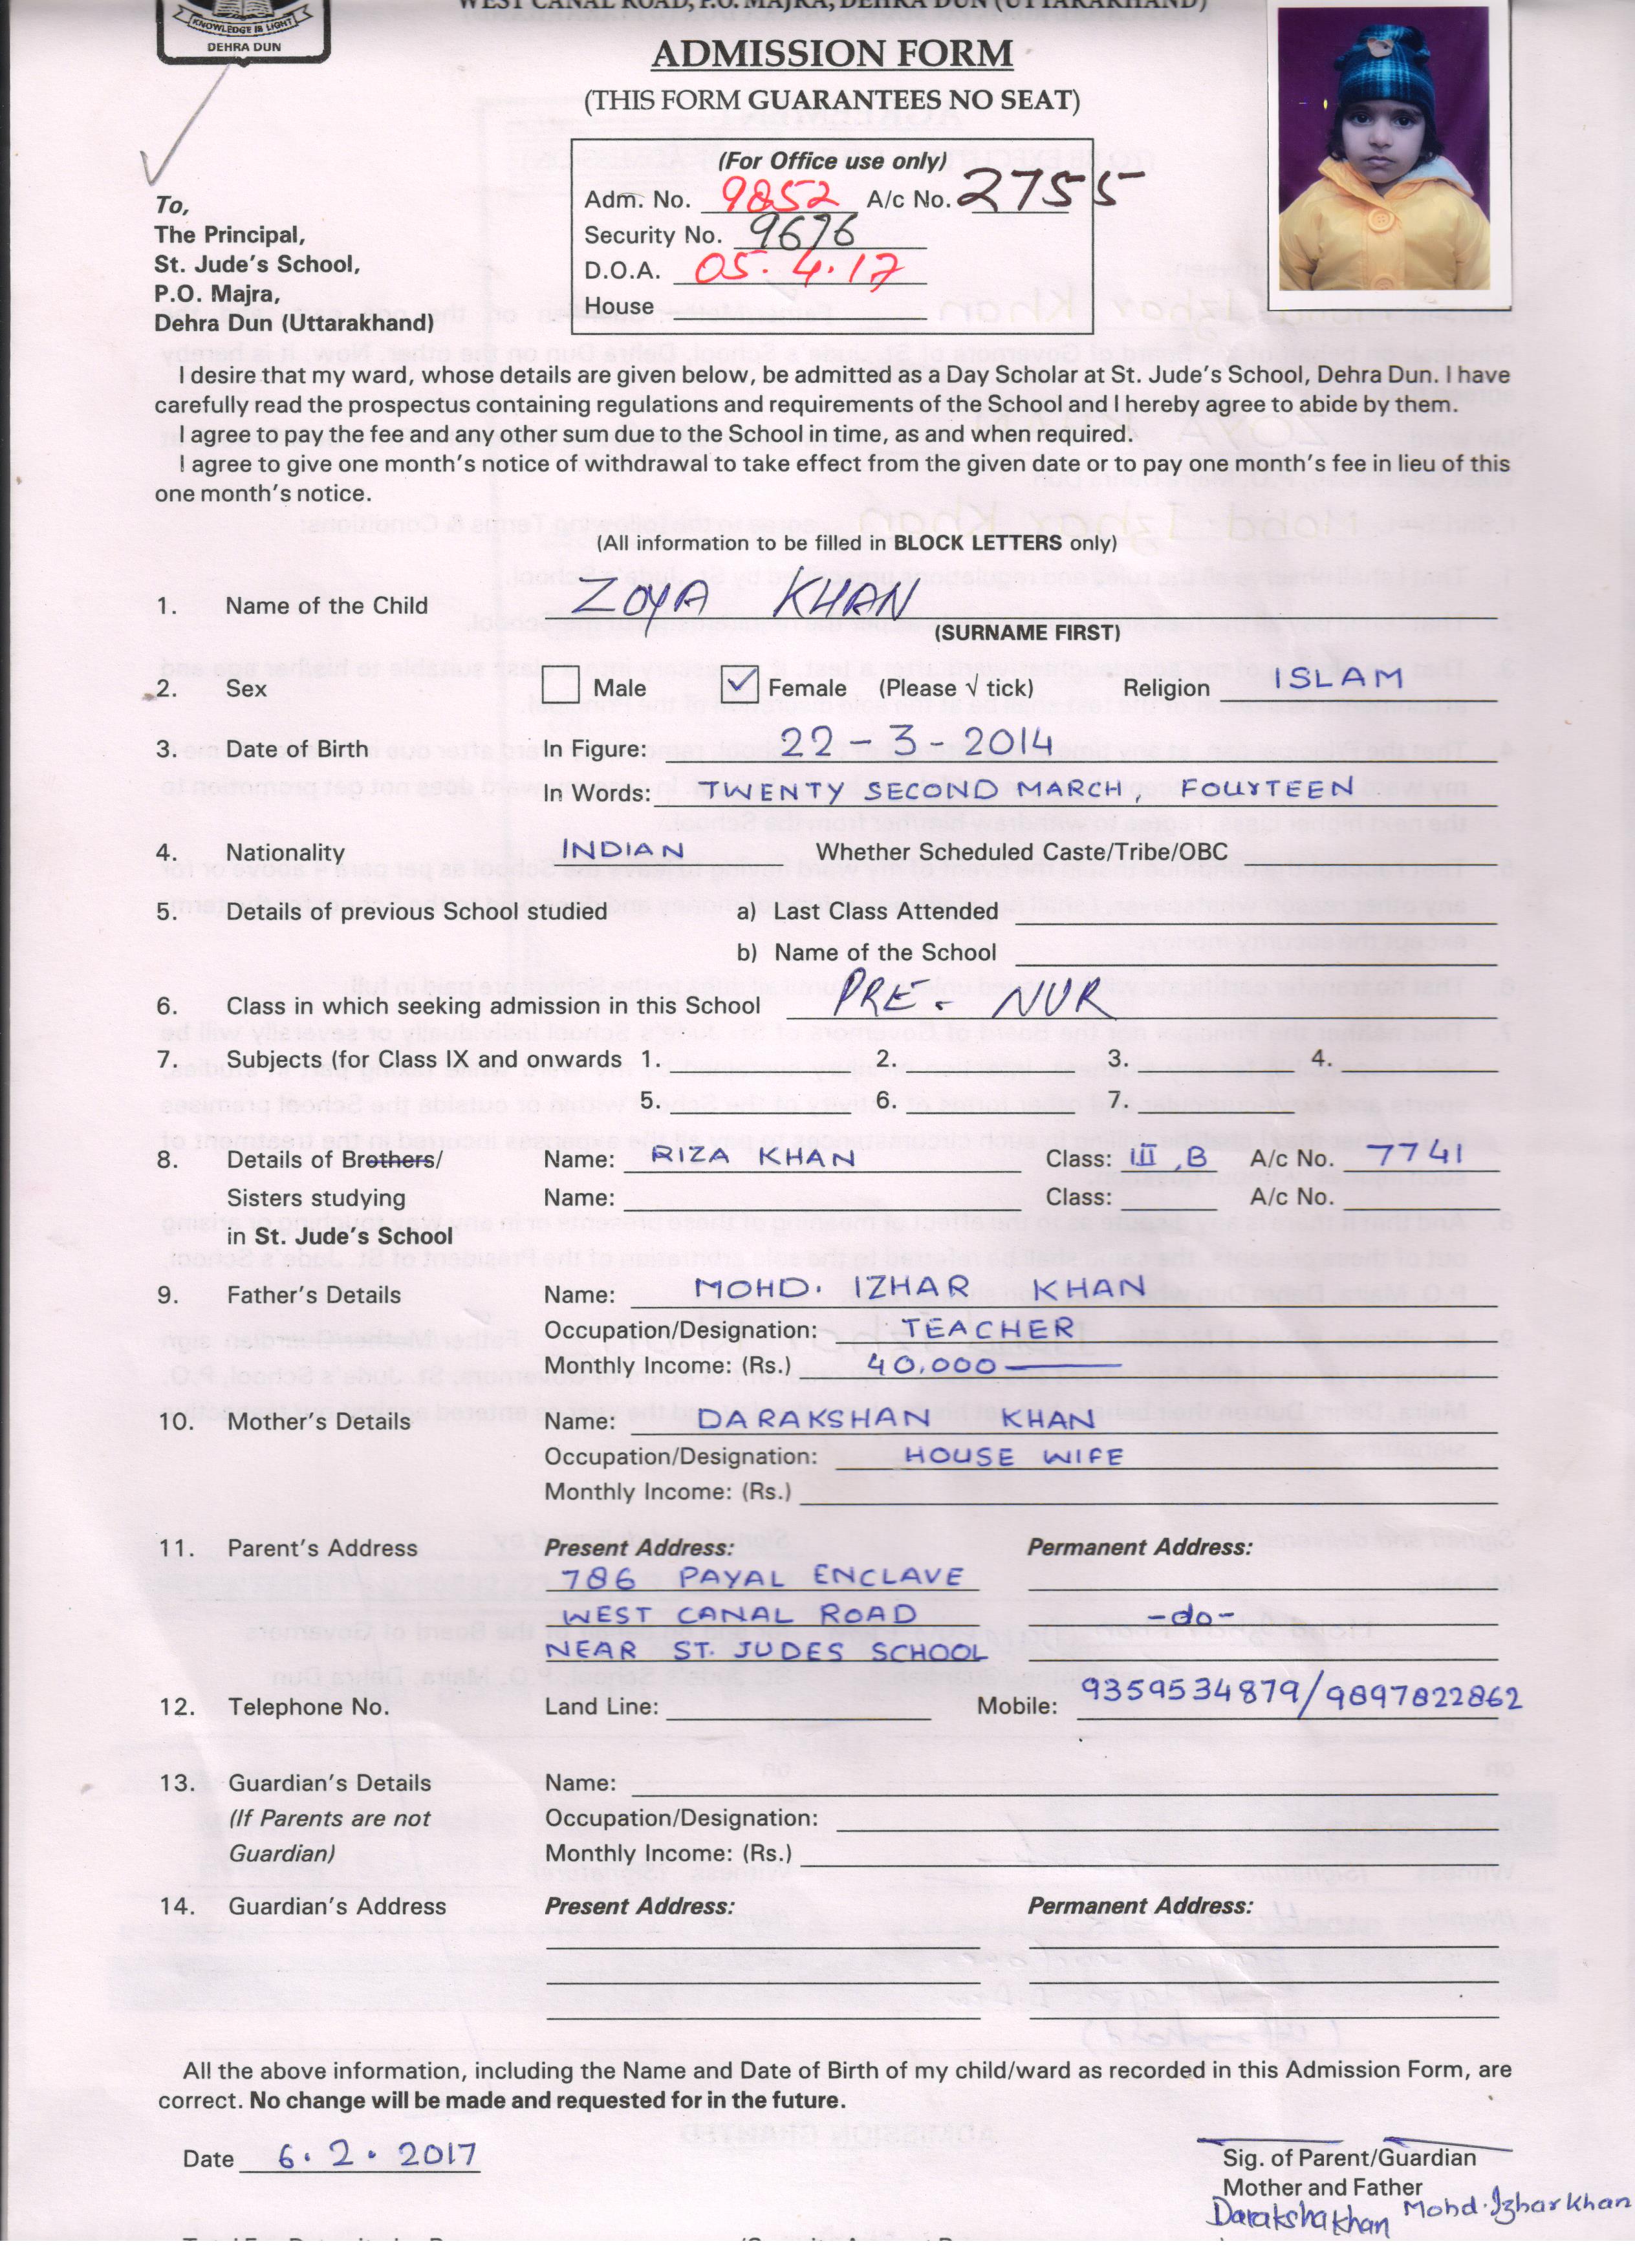 WEST CANAL ROAD, P.O. MAJRA, DEHRA DUN (UTTARAKHAND)
KNOWLEDGE IS LIGHT
DEHRA DUN
ADMISSION FORM
(THIS FORM GUARANTEES NO SEAT)
(For Office use only)
Adm. No. 9852 A/c No. 2755
Security No. 9676
D.O.A. 05.4.17
House
To,
The Principal,
St. Jude's School,
P.O. Majra,
Dehra Dun (Uttarakhand)
I desire that my ward, whose details are given below, be admitted as a Day Scholar at St. Jude's School, Dehra Dun. I have
carefully read the prospectus containing regulations and requirements of the School and I hereby agree to abide by them.
I agree to pay the fee and any other sum due to the School in time, as and when required.
I agree to give one month's notice of withdrawal to take effect from the given date or to pay one month's fee in lieu of this
one month's notice.
(All information to be filled in BLOCK LETTERS only)
1. Name of the Child ZOYA KHAN
(SURNAME FIRST)
2. Sex Male ✓ Female (Please √ tick) Religion ISLAM
3. Date of Birth In Figure: 22-3-2014
In Words: TWENTY SECOND MARCH, FOURTEEN
4. Nationality INDIAN Whether Scheduled Caste/Tribe/OBC
5. Details of previous School studied a) Last Class Attended
b) Name of the School
6. Class in which seeking admission in this School PRE- NUR
7. Subjects (for Class IX and onwards 1. 2. 3. 4.
5. 6. 7.
8. Details of Brothers/ Name: RIZA KHAN Class: III, B A/c No. 7741
Sisters studying Name: Class: A/c No.
in St. Jude's School
9. Father's Details Name: MOHD. IZHAR KHAN
Occupation/Designation: TEACHER
Monthly Income: (Rs.) 40,000
10. Mother's Details Name: DARAKSHAN KHAN
Occupation/Designation: HOUSE WIFE
Monthly Income: (Rs.)
11. Parent's Address Present Address: Permanent Address:
786 PAYAL ENCLAVE
WEST CANAL ROAD -do-
NEAR ST. JUDES SCHOOL
12. Telephone No. Land Line: Mobile: 9359534879/9897822862
13. Guardian's Details Name:
(If Parents are not Occupation/Designation:
Guardian) Monthly Income: (Rs.)
14. Guardian's Address Present Address: Permanent Address:
All the above information, including the Name and Date of Birth of my child/ward as recorded in this Admission Form, are
correct. No change will be made and requested for in the future.
Date 6.2.2017
Sig. of Parent/Guardian
Mother and Father
Darakshakhan Mohd.Izhar Khan